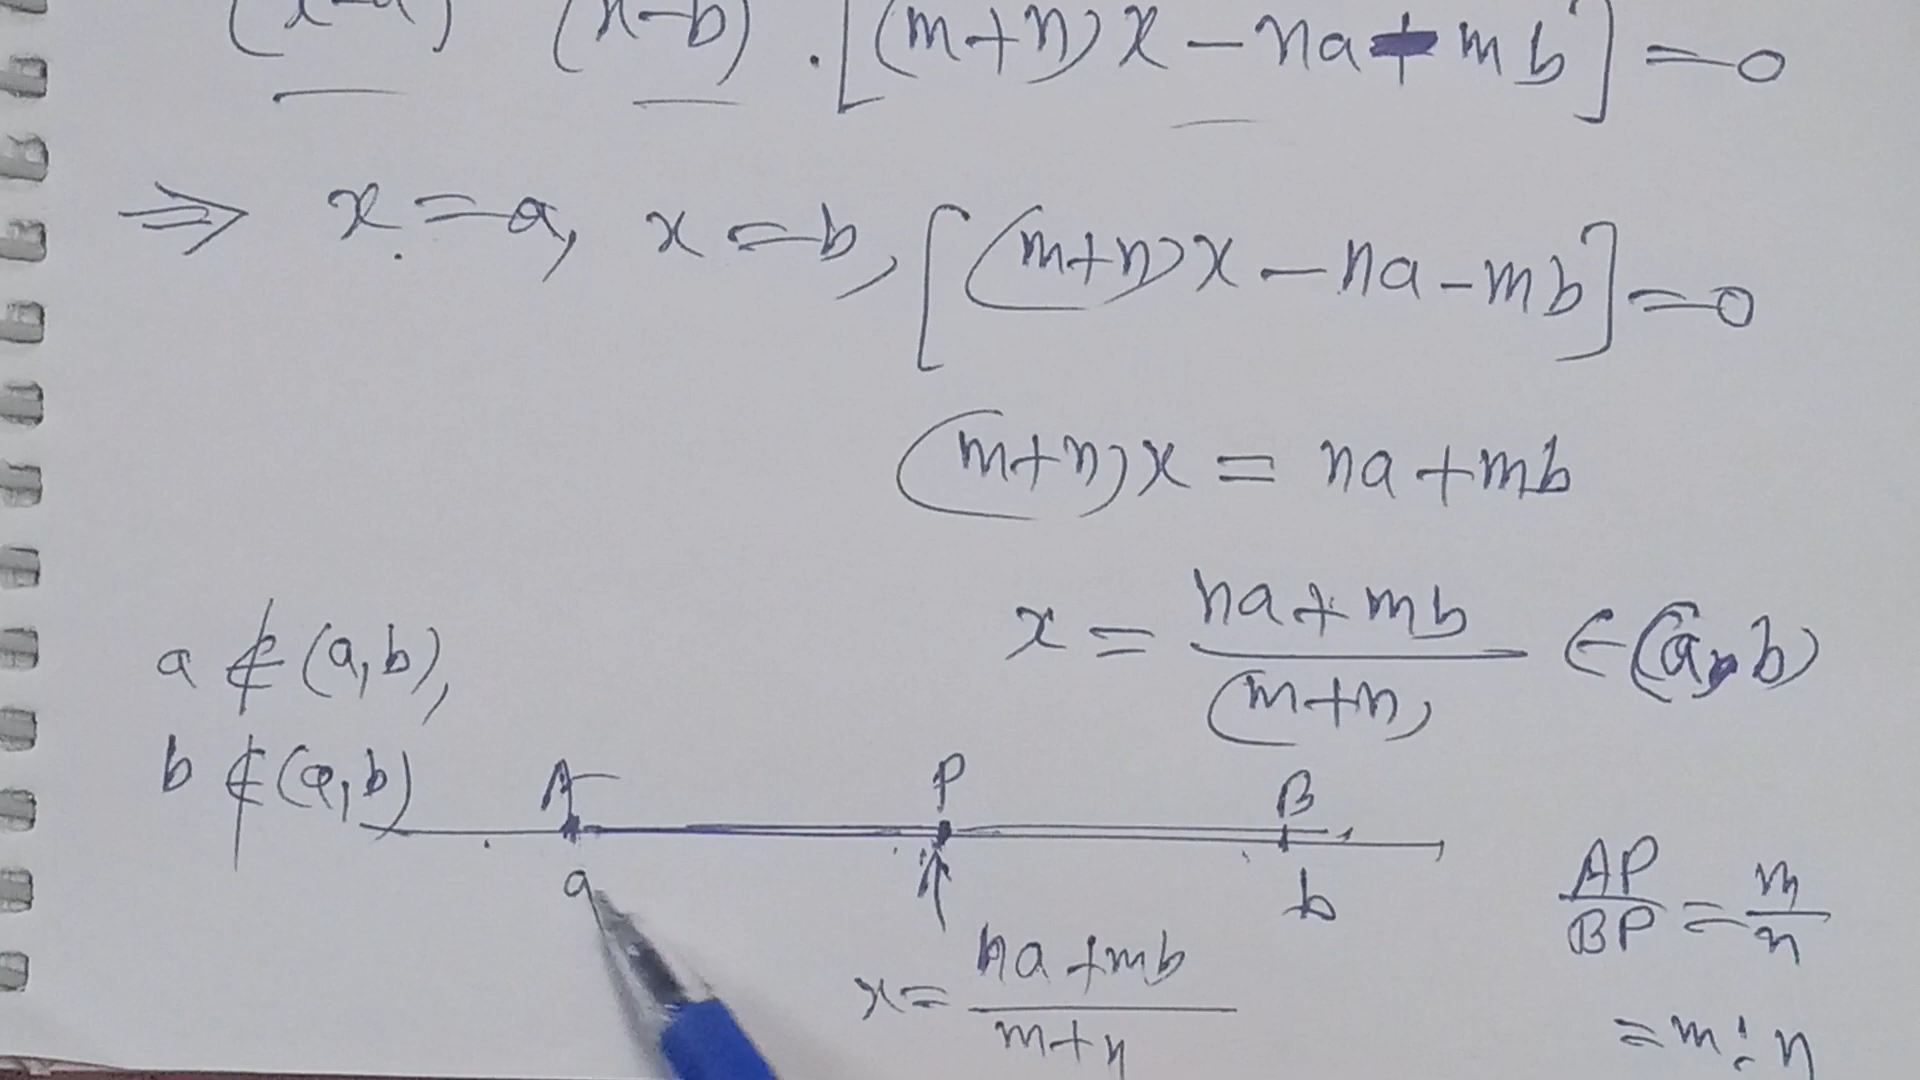 (x-a) (x-b) . [(m+n)x - na - mb] = 0
⇒ x = a, x = b, [(m+n)x - na - mb] = 0
(m+n)x = na + mb
x = na + mb / (m+n) ∈ (a, b)
a ∉ (a, b),
b ∉ (a, b)
A P B
a b
x = na + mb / m+n
AP / BP = m / n
= m : n